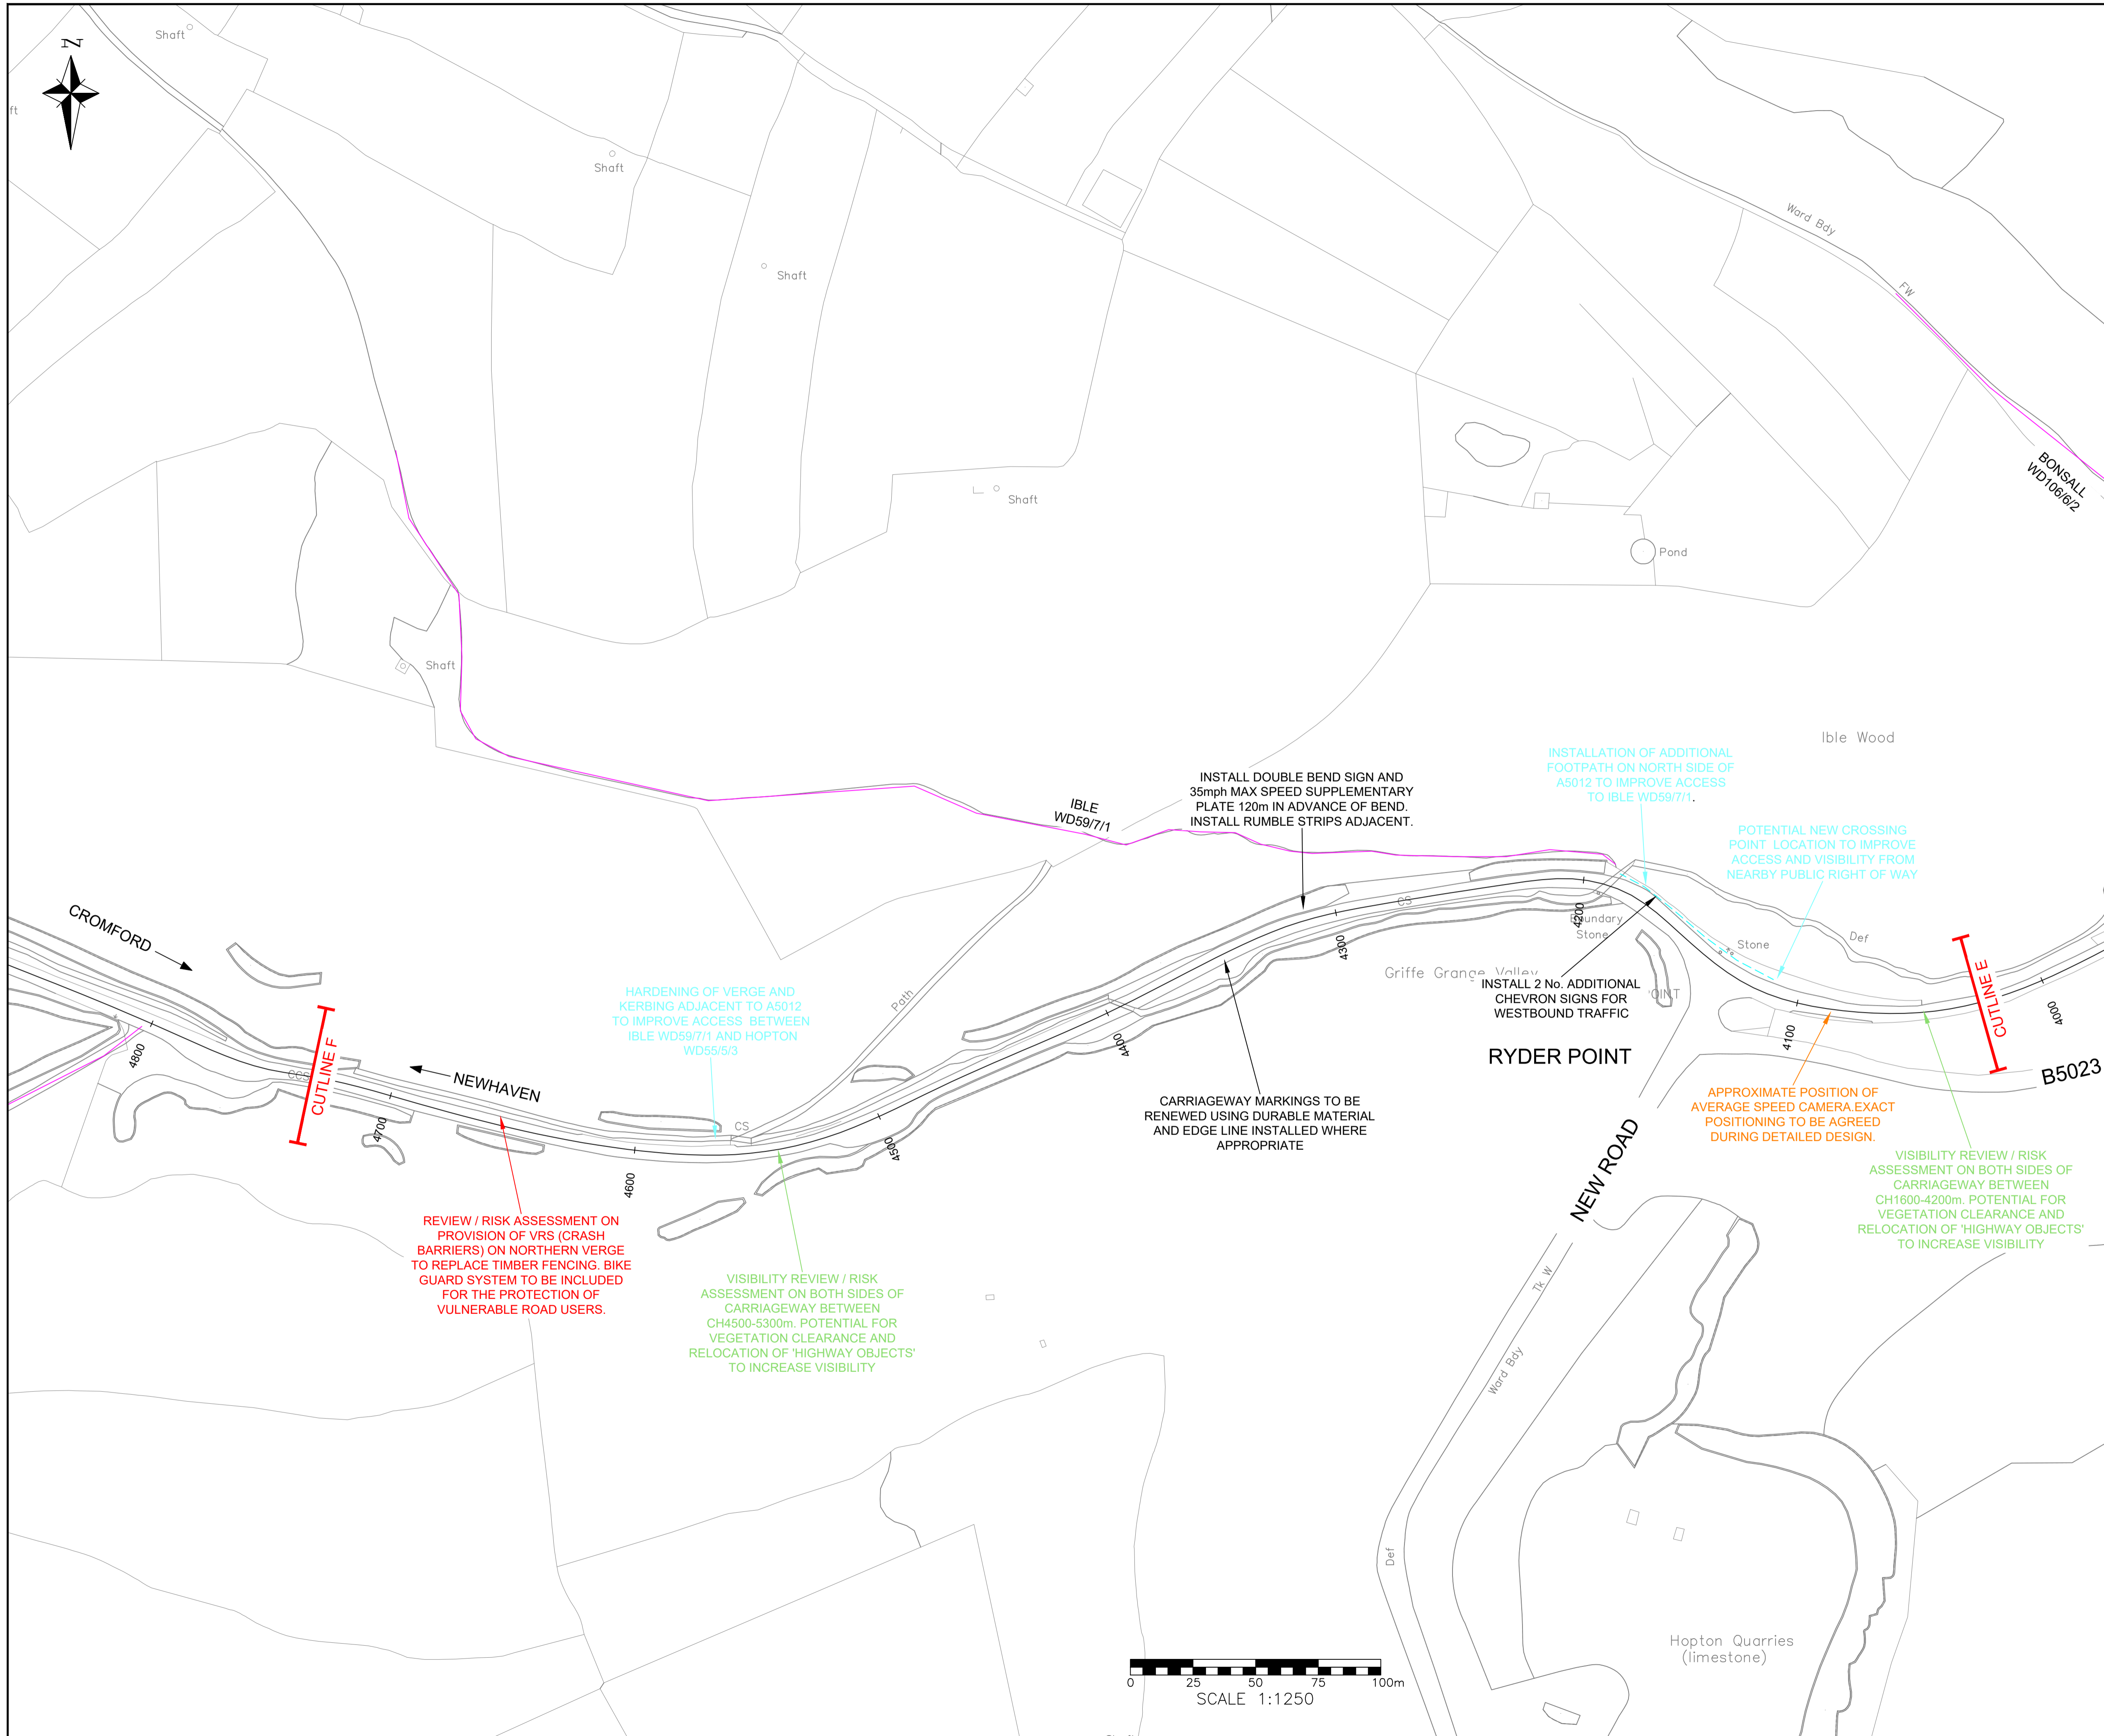 Shaft
N
ft
Shaft
Shaft
Ward Bdy
FW
BONSALL
WD106/6/2
Shaft
Pond
Shaft
Ible Wood
INSTALLATION OF ADDITIONAL
FOOTPATH ON NORTH SIDE OF
A5012 TO IMPROVE ACCESS
TO IBLE WD59/7/1.
INSTALL DOUBLE BEND SIGN AND
35mph MAX SPEED SUPPLEMENTARY
PLATE 120m IN ADVANCE OF BEND.
INSTALL RUMBLE STRIPS ADJACENT.
IBLE
WD59/7/1
POTENTIAL NEW CROSSING
POINT LOCATION TO IMPROVE
ACCESS AND VISIBILITY FROM
NEARBY PUBLIC RIGHT OF WAY
CROMFORD
CS
4200
Boundary
Stone
Stone
Def
4300
Griffe Grange Valley
INSTALL 2 No. ADDITIONAL
CHEVRON SIGNS FOR
WESTBOUND TRAFFIC
OINT
CUTLINE E
4000
HARDENING OF VERGE AND
KERBING ADJACENT TO A5012
TO IMPROVE ACCESS BETWEEN
IBLE WD59/7/1 AND HOPTON
WD55/5/3
Path
4800
4400
4100
RYDER POINT
B5023
CCS
CUTLINE F
NEWHAVEN
4700
CS
4500
4600
CARRIAGEWAY MARKINGS TO BE
RENEWED USING DURABLE MATERIAL
AND EDGE LINE INSTALLED WHERE
APPROPRIATE
APPROXIMATE POSITION OF
AVERAGE SPEED CAMERA.EXACT
POSITIONING TO BE AGREED
DURING DETAILED DESIGN.
NEW ROAD
VISIBILITY REVIEW / RISK
ASSESSMENT ON BOTH SIDES OF
CARRIAGEWAY BETWEEN
CH1600-4200m. POTENTIAL FOR
VEGETATION CLEARANCE AND
RELOCATION OF 'HIGHWAY OBJECTS'
TO INCREASE VISIBILITY
REVIEW / RISK ASSESSMENT ON
PROVISION OF VRS (CRASH
BARRIERS) ON NORTHERN VERGE
TO REPLACE TIMBER FENCING. BIKE
GUARD SYSTEM TO BE INCLUDED
FOR THE PROTECTION OF
VULNERABLE ROAD USERS.
VISIBILITY REVIEW / RISK
ASSESSMENT ON BOTH SIDES OF
CARRIAGEWAY BETWEEN
CH4500-5300m. POTENTIAL FOR
VEGETATION CLEARANCE AND
RELOCATION OF 'HIGHWAY OBJECTS'
TO INCREASE VISIBILITY
Tk W
Ward Bdy
Def
Hopton Quarries
(limestone)
0 25 50 75 100m
SCALE 1:1250